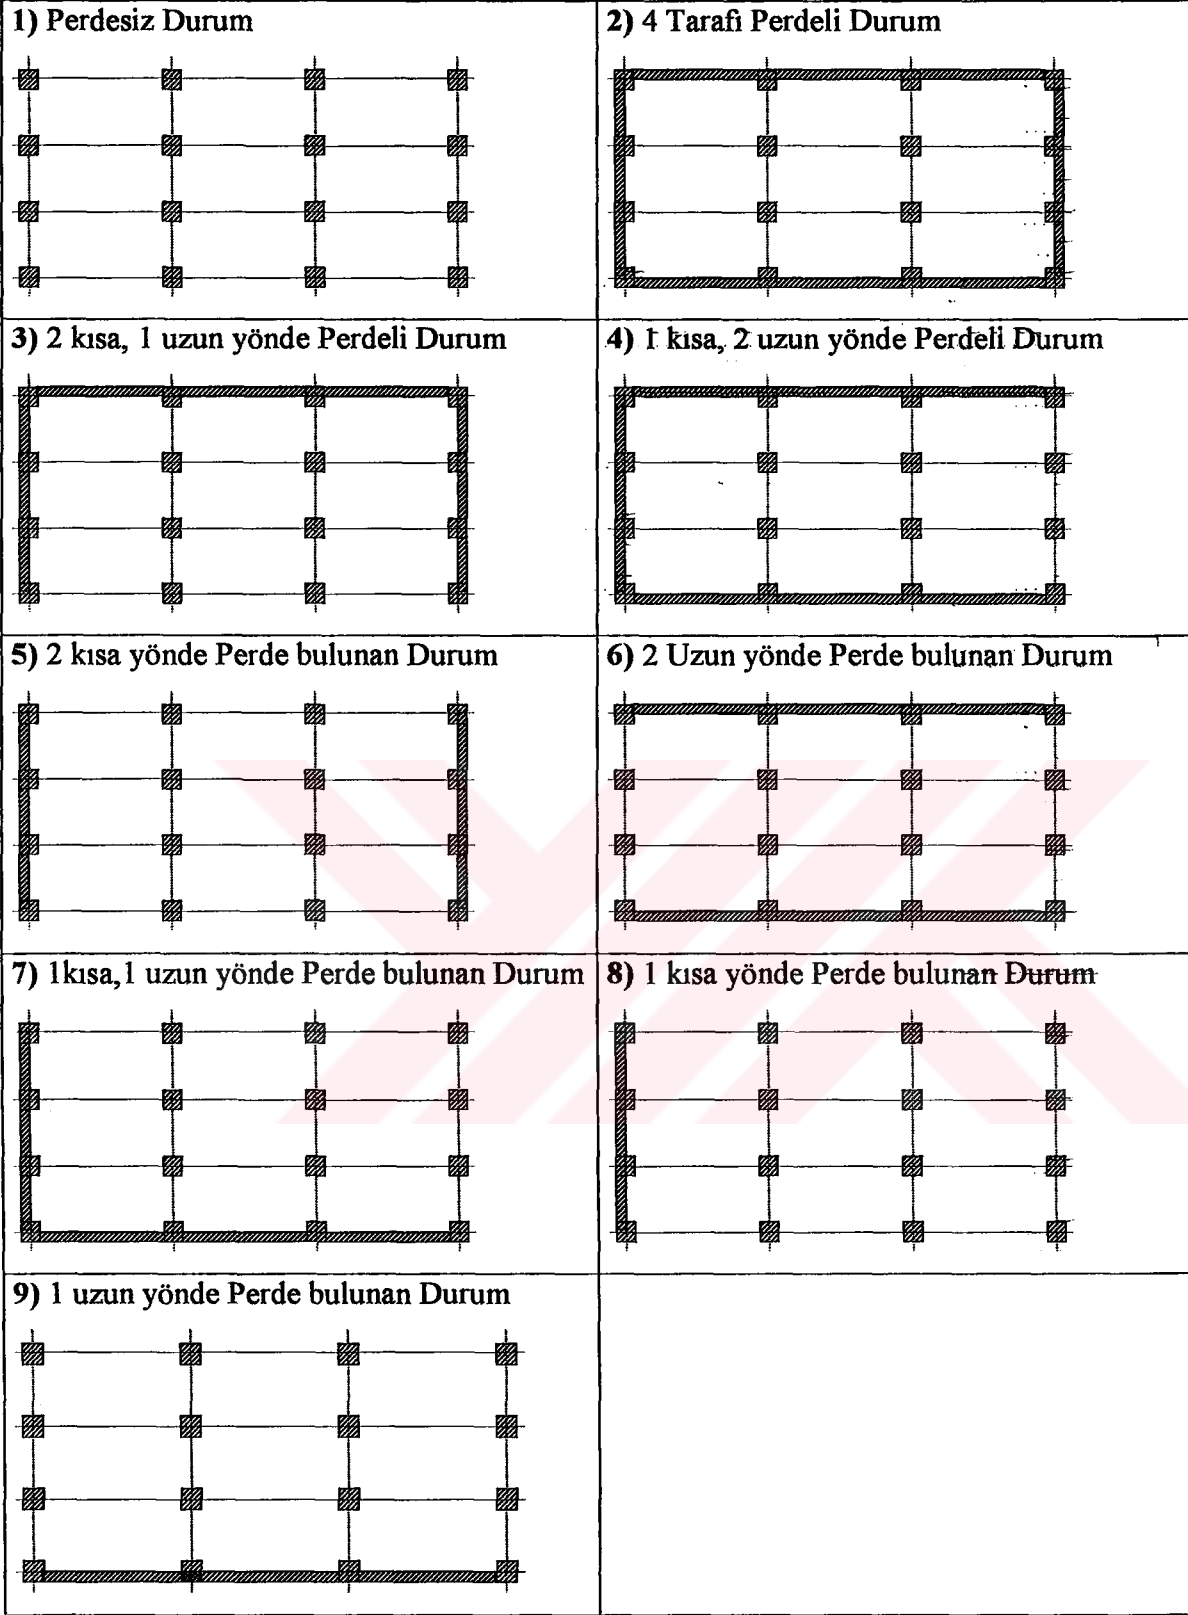 1) Perdesiz Durum
2) 4 Tarafı Perdeli Durum
3) 2 kısa, 1 uzun yönde Perdeli Durum
4) 1 kısa, 2 uzun yönde Perdeli Durum
5) 2 kısa yönde Perde bulunan Durum
6) 2 Uzun yönde Perde bulunan Durum
7) 1kısa,1 uzun yönde Perde bulunan Durum
8) 1 kısa yönde Perde bulunan Durum
9) 1 uzun yönde Perde bulunan Durum